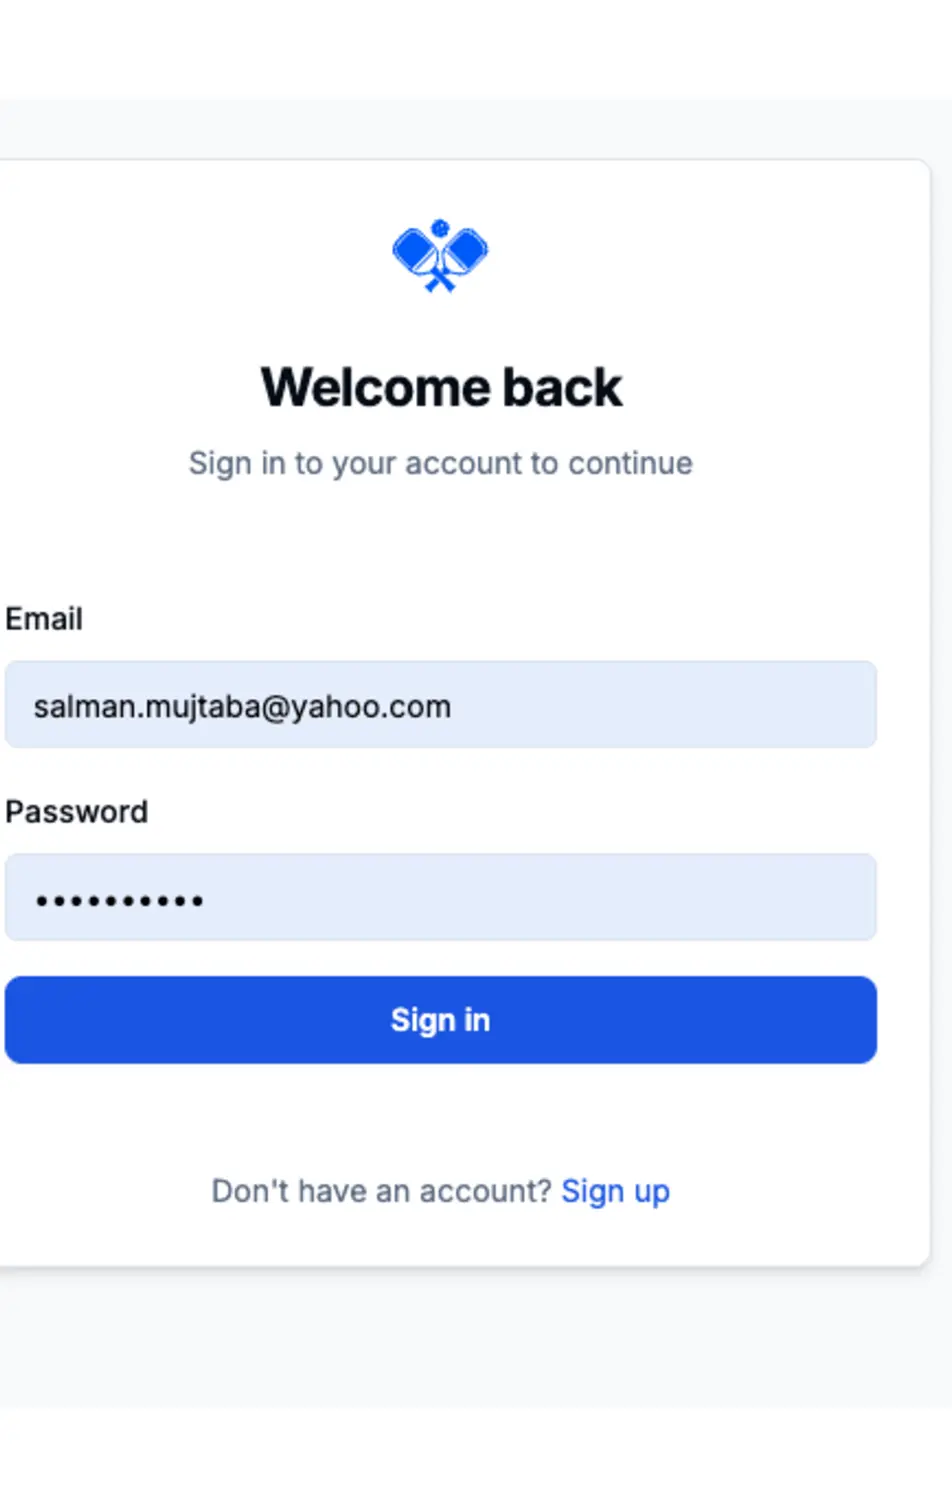 Welcome back
Sign in to your account to continue
Email
salman.mujtaba@yahoo.com
Password
••••••••••
Sign in
Don't have an account? Sign up